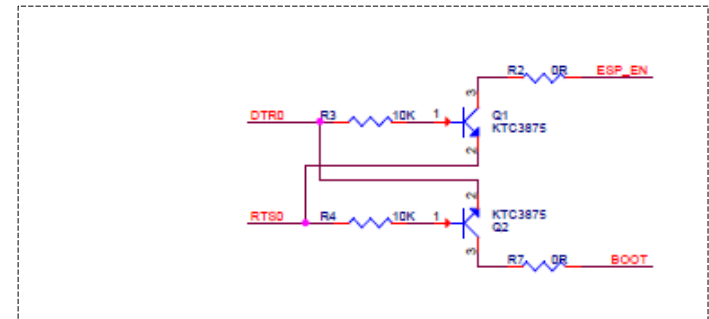 R2 0R ESP_EN
3
DTR0 R3 10K 1 Q1
KTC3875
2
2
RTS0 R4 10K 1 KTC3875
Q2
3
R7 0R BOOT